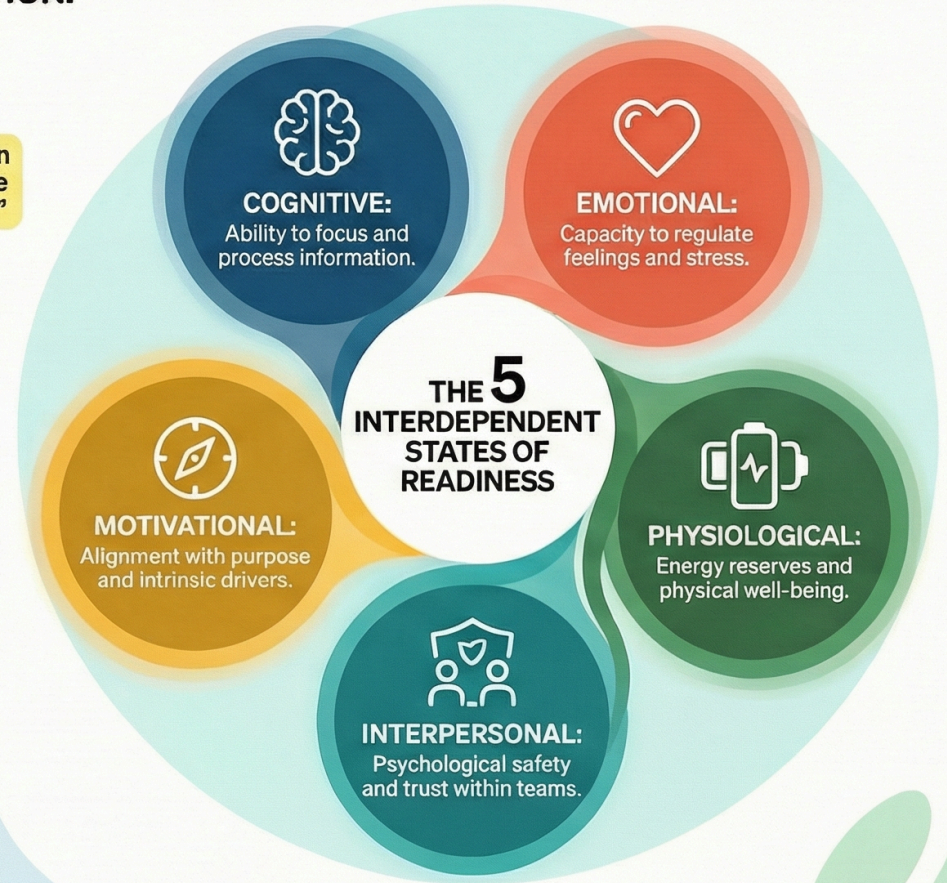 THE 5
INTERDEPENDENT
STATES OF
READINESS
COGNITIVE:
Ability to focus and
process information.
EMOTIONAL:
Capacity to regulate
feelings and stress.
PHYSIOLOGICAL:
Energy reserves and
physical well-being.
INTERPERSONAL:
Psychological safety
and trust within teams.
MOTIVATIONAL:
Alignment with purpose
and intrinsic drivers.